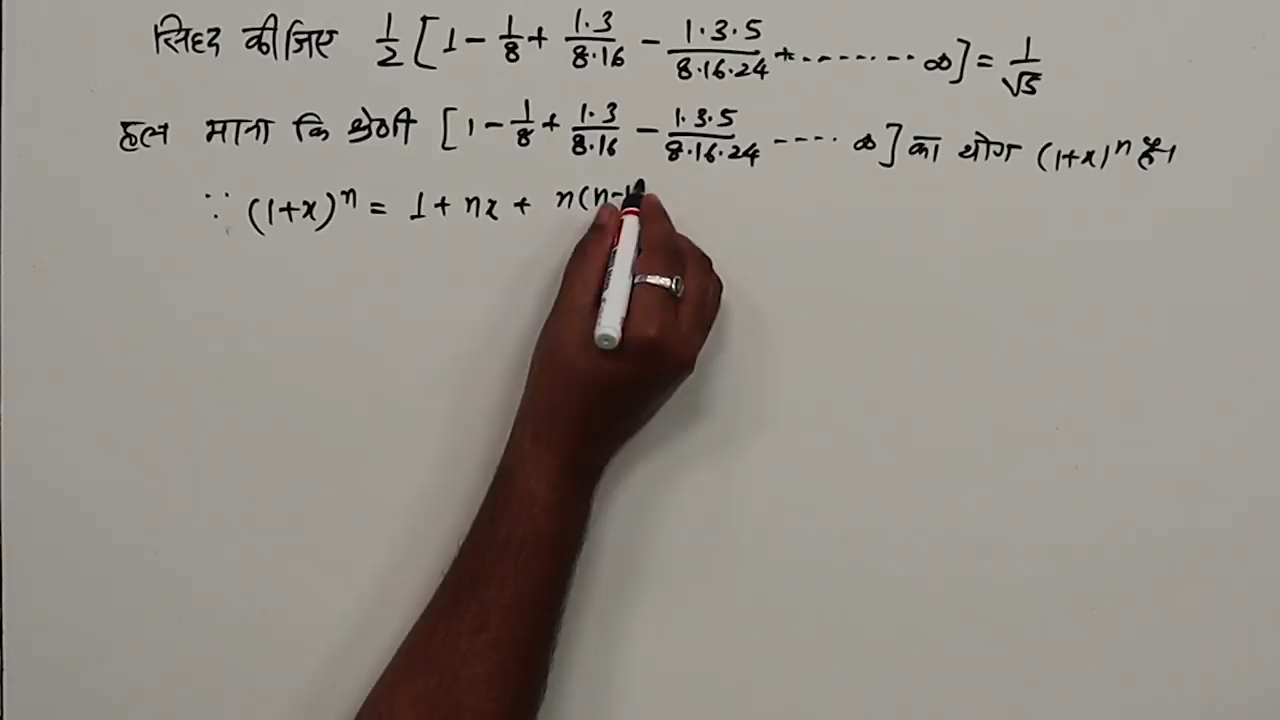 सिद्ध कीजिए 1/2 [1 - 1/8 + 1·3/8·16 - 1·3·5/8·16·24 + ........ ∞] = 1/√5
हल माना कि श्रेणी [1 - 1/8 + 1·3/8·16 - 1·3·5/8·16·24 ---- ∞] का योग (1+x)^n है।
∵ (1+x)^n = 1 + nx + n(n-1